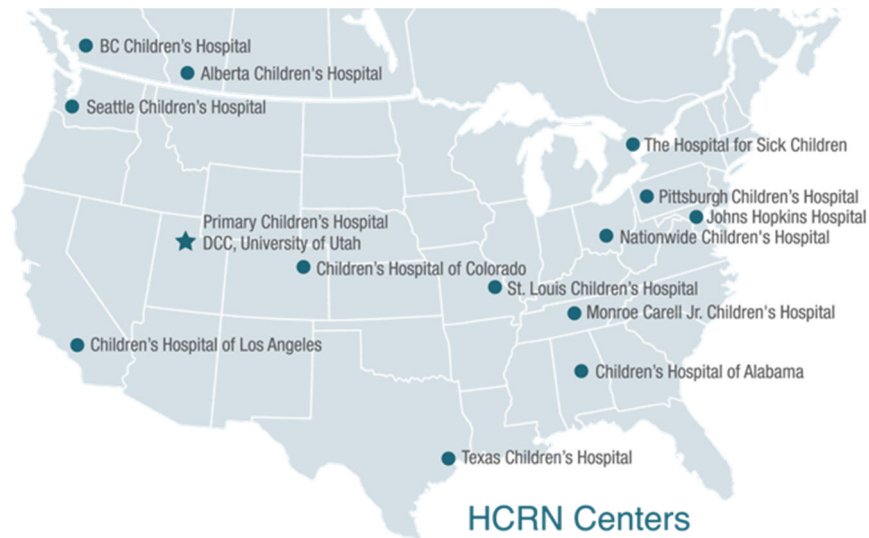 BC Children's Hospital
Alberta Children's Hospital
Seattle Children's Hospital
The Hospital for Sick Children
Pittsburgh Children's Hospital
Johns Hopkins Hospital
Primary Children's Hospital
DCC, University of Utah
Nationwide Children's Hospital
Children's Hospital of Colorado
St. Louis Children's Hospital
Monroe Carell Jr. Children's Hospital
Children's Hospital of Los Angeles
Children's Hospital of Alabama
Texas Children's Hospital
HCRN Centers